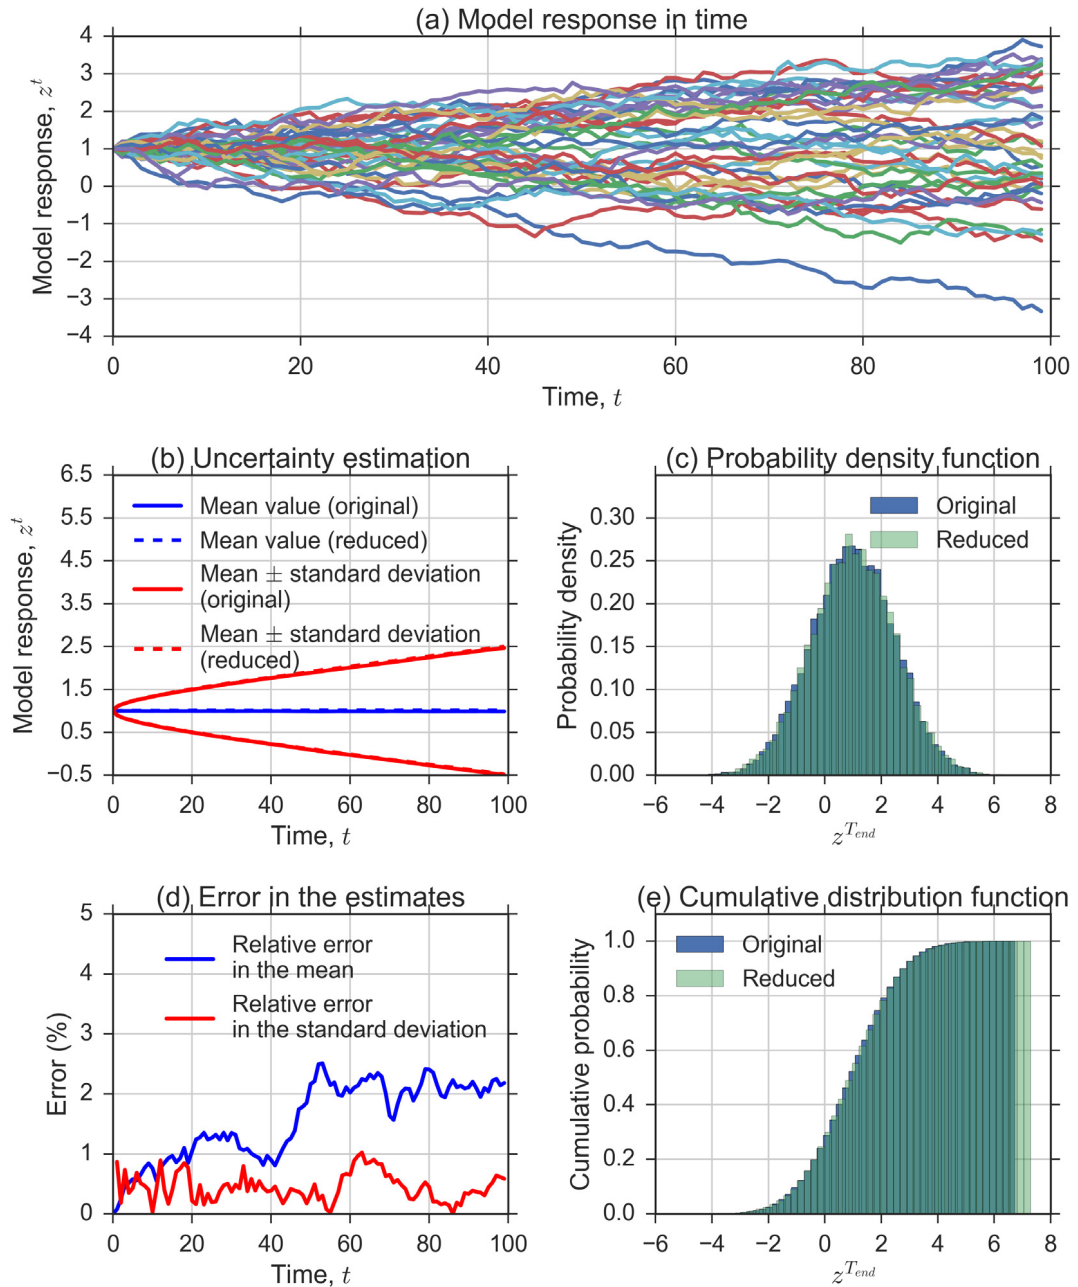 (a) Model response in time
Model response, z^t
4
3
2
1
0
−1
−2
−3
−4
0 20 40 60 80 100
Time, t
(b) Uncertainty estimation
Model response, z^t
6.5
5.5
4.5
3.5
2.5
1.5
0.5
−0.5
Mean value (original)
Mean value (reduced)
Mean ± standard deviation
(original)
Mean ± standard deviation
(reduced)
0 20 40 60 80 100
Time, t
(c) Probability density function
Probability density
0.30
0.25
0.20
0.15
0.10
0.05
0.00
Original
Reduced
−6 −4 −2 0 2 4 6 8
z^{T_{end}}
(d) Error in the estimates
Error (%)
5
4
3
2
1
0
Relative error
in the mean
Relative error
in the standard deviation
0 20 40 60 80 100
Time, t
(e) Cumulative distribution function
Cumulative probability
1.0
0.8
0.6
0.4
0.2
0.0
Original
Reduced
−6 −4 −2 0 2 4 6 8
z^{T_{end}}